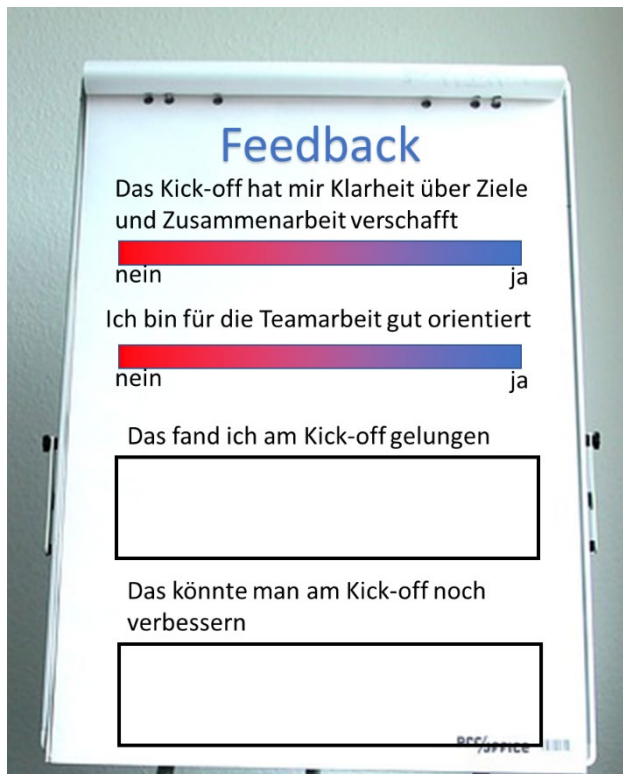 Feedback
Das Kick-off hat mir Klarheit über Ziele
und Zusammenarbeit verschafft
nein ja
Ich bin für die Teamarbeit gut orientiert
nein ja
Das fand ich am Kick-off gelungen
Das könnte man am Kick-off noch
verbessern